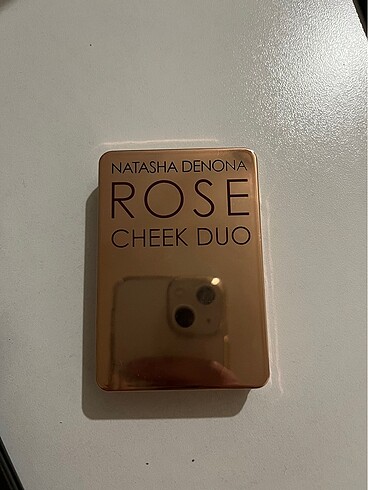 NATASHA DENONA
ROSE
CHEEK DUO